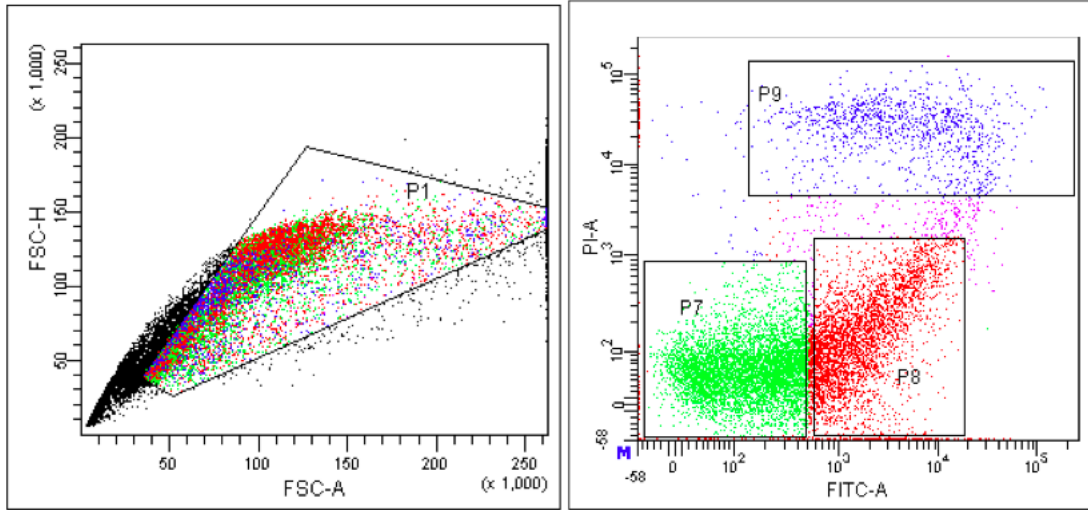 (x 1,000)
FSC-H
250
200
150
100
50
P1
50 100 150 200 250
FSC-A
(x 1,000)
PI-A
10^5
10^4
10^3
10^2
0
-58
P9
P7
P8
M
-58 0 10^2 10^3 10^4 10^5
FITC-A